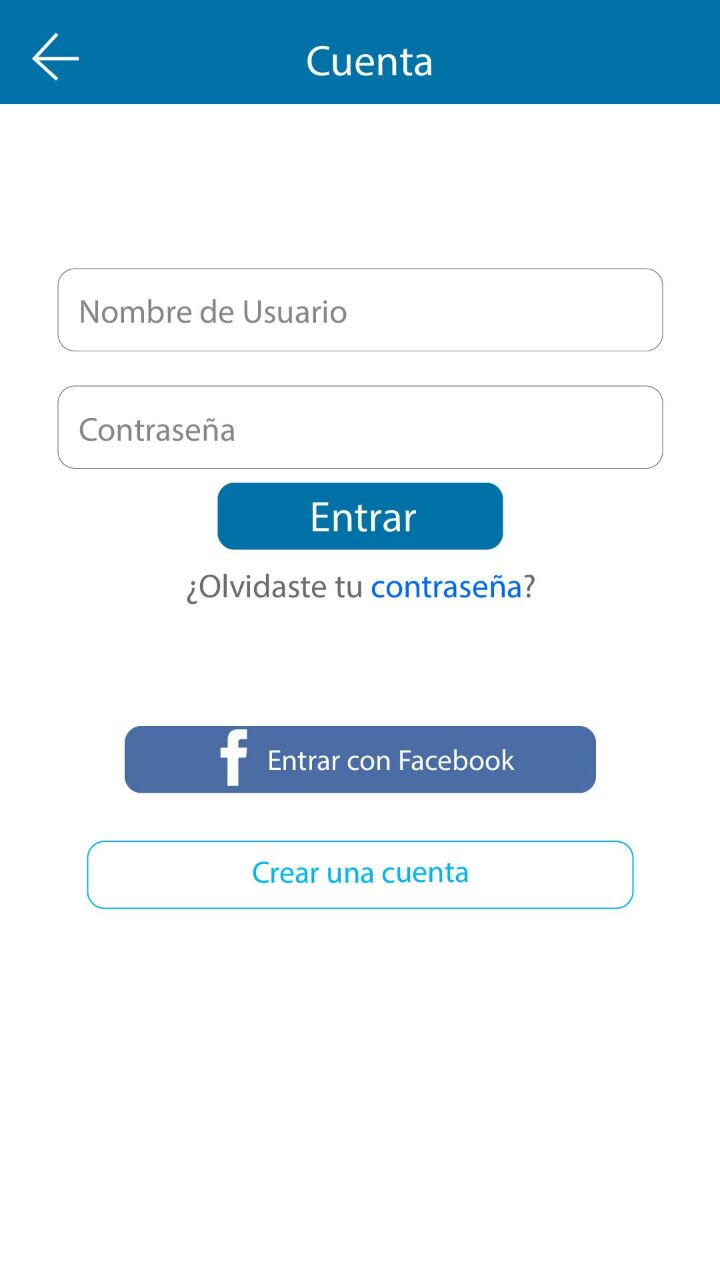 Cuenta
Nombre de Usuario
Contraseña
Entrar
¿Olvidaste tu contraseña?
f Entrar con Facebook
Crear una cuenta